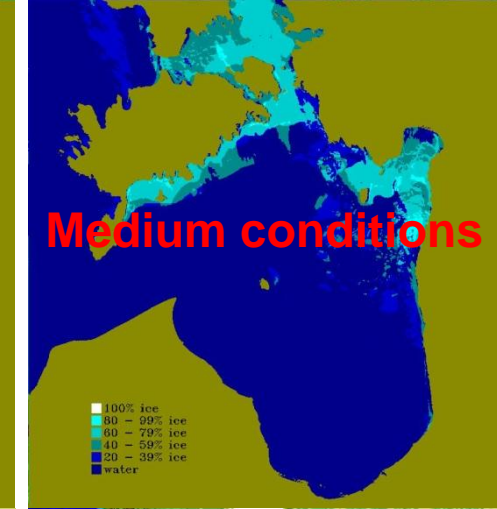 Medium conditions
100% ice
80 - 99% ice
60 - 79% ice
40 - 59% ice
20 - 39% ice
water